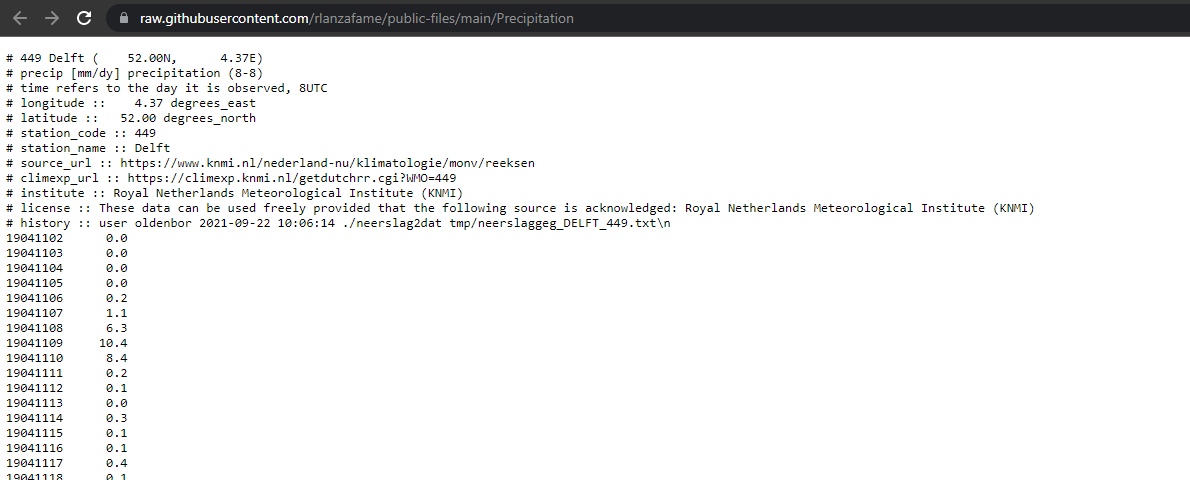 raw.githubusercontent.com/rlanzafame/public-files/main/Precipitation
# 449 Delft (    52.00N,      4.37E)
# precip [mm/dy] precipitation (8-8)
# time refers to the day it is observed, 8UTC
# longitude ::    4.37 degrees_east
# latitude ::   52.00 degrees_north
# station_code :: 449
# station_name :: Delft
# source_url :: https://www.knmi.nl/nederland-nu/klimatologie/monv/reeksen
# climexp_url :: https://climexp.knmi.nl/getdutchrr.cgi?WMO=449
# institute :: Royal Netherlands Meteorological Institute (KNMI)
# license :: These data can be used freely provided that the following source is acknowledged: Royal Netherlands Meteorological Institute (KNMI)
# history :: user oldenbor 2021-09-22 10:06:14 ./neerslag2dat tmp/neerslaggeg_DELFT_449.txt\n
19041102      0.0
19041103      0.0
19041104      0.0
19041105      0.0
19041106      0.2
19041107      1.1
19041108      6.3
19041109     10.4
19041110      8.4
19041111      0.2
19041112      0.1
19041113      0.0
19041114      0.3
19041115      0.1
19041116      0.1
19041117      0.4
19041118      0.1